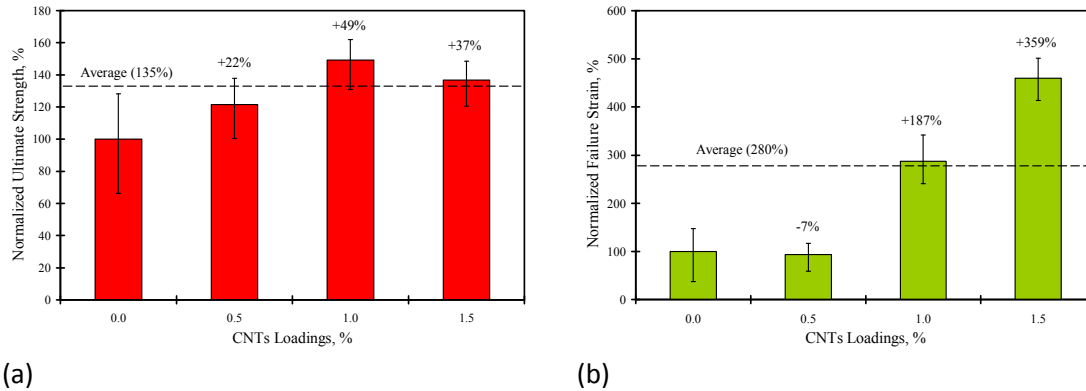 180
160
140
120
100
80
60
40
20
0
Normalized Ultimate Strength, %
Average (135%)
+22%
+49%
+37%
0.0 0.5 1.0 1.5
CNTs Loadings, %
(a)
600
500
400
300
200
100
0
Normalized Failure Strain, %
Average (280%)
-7%
+187%
+359%
0.0 0.5 1.0 1.5
CNTs Loadings, %
(b)